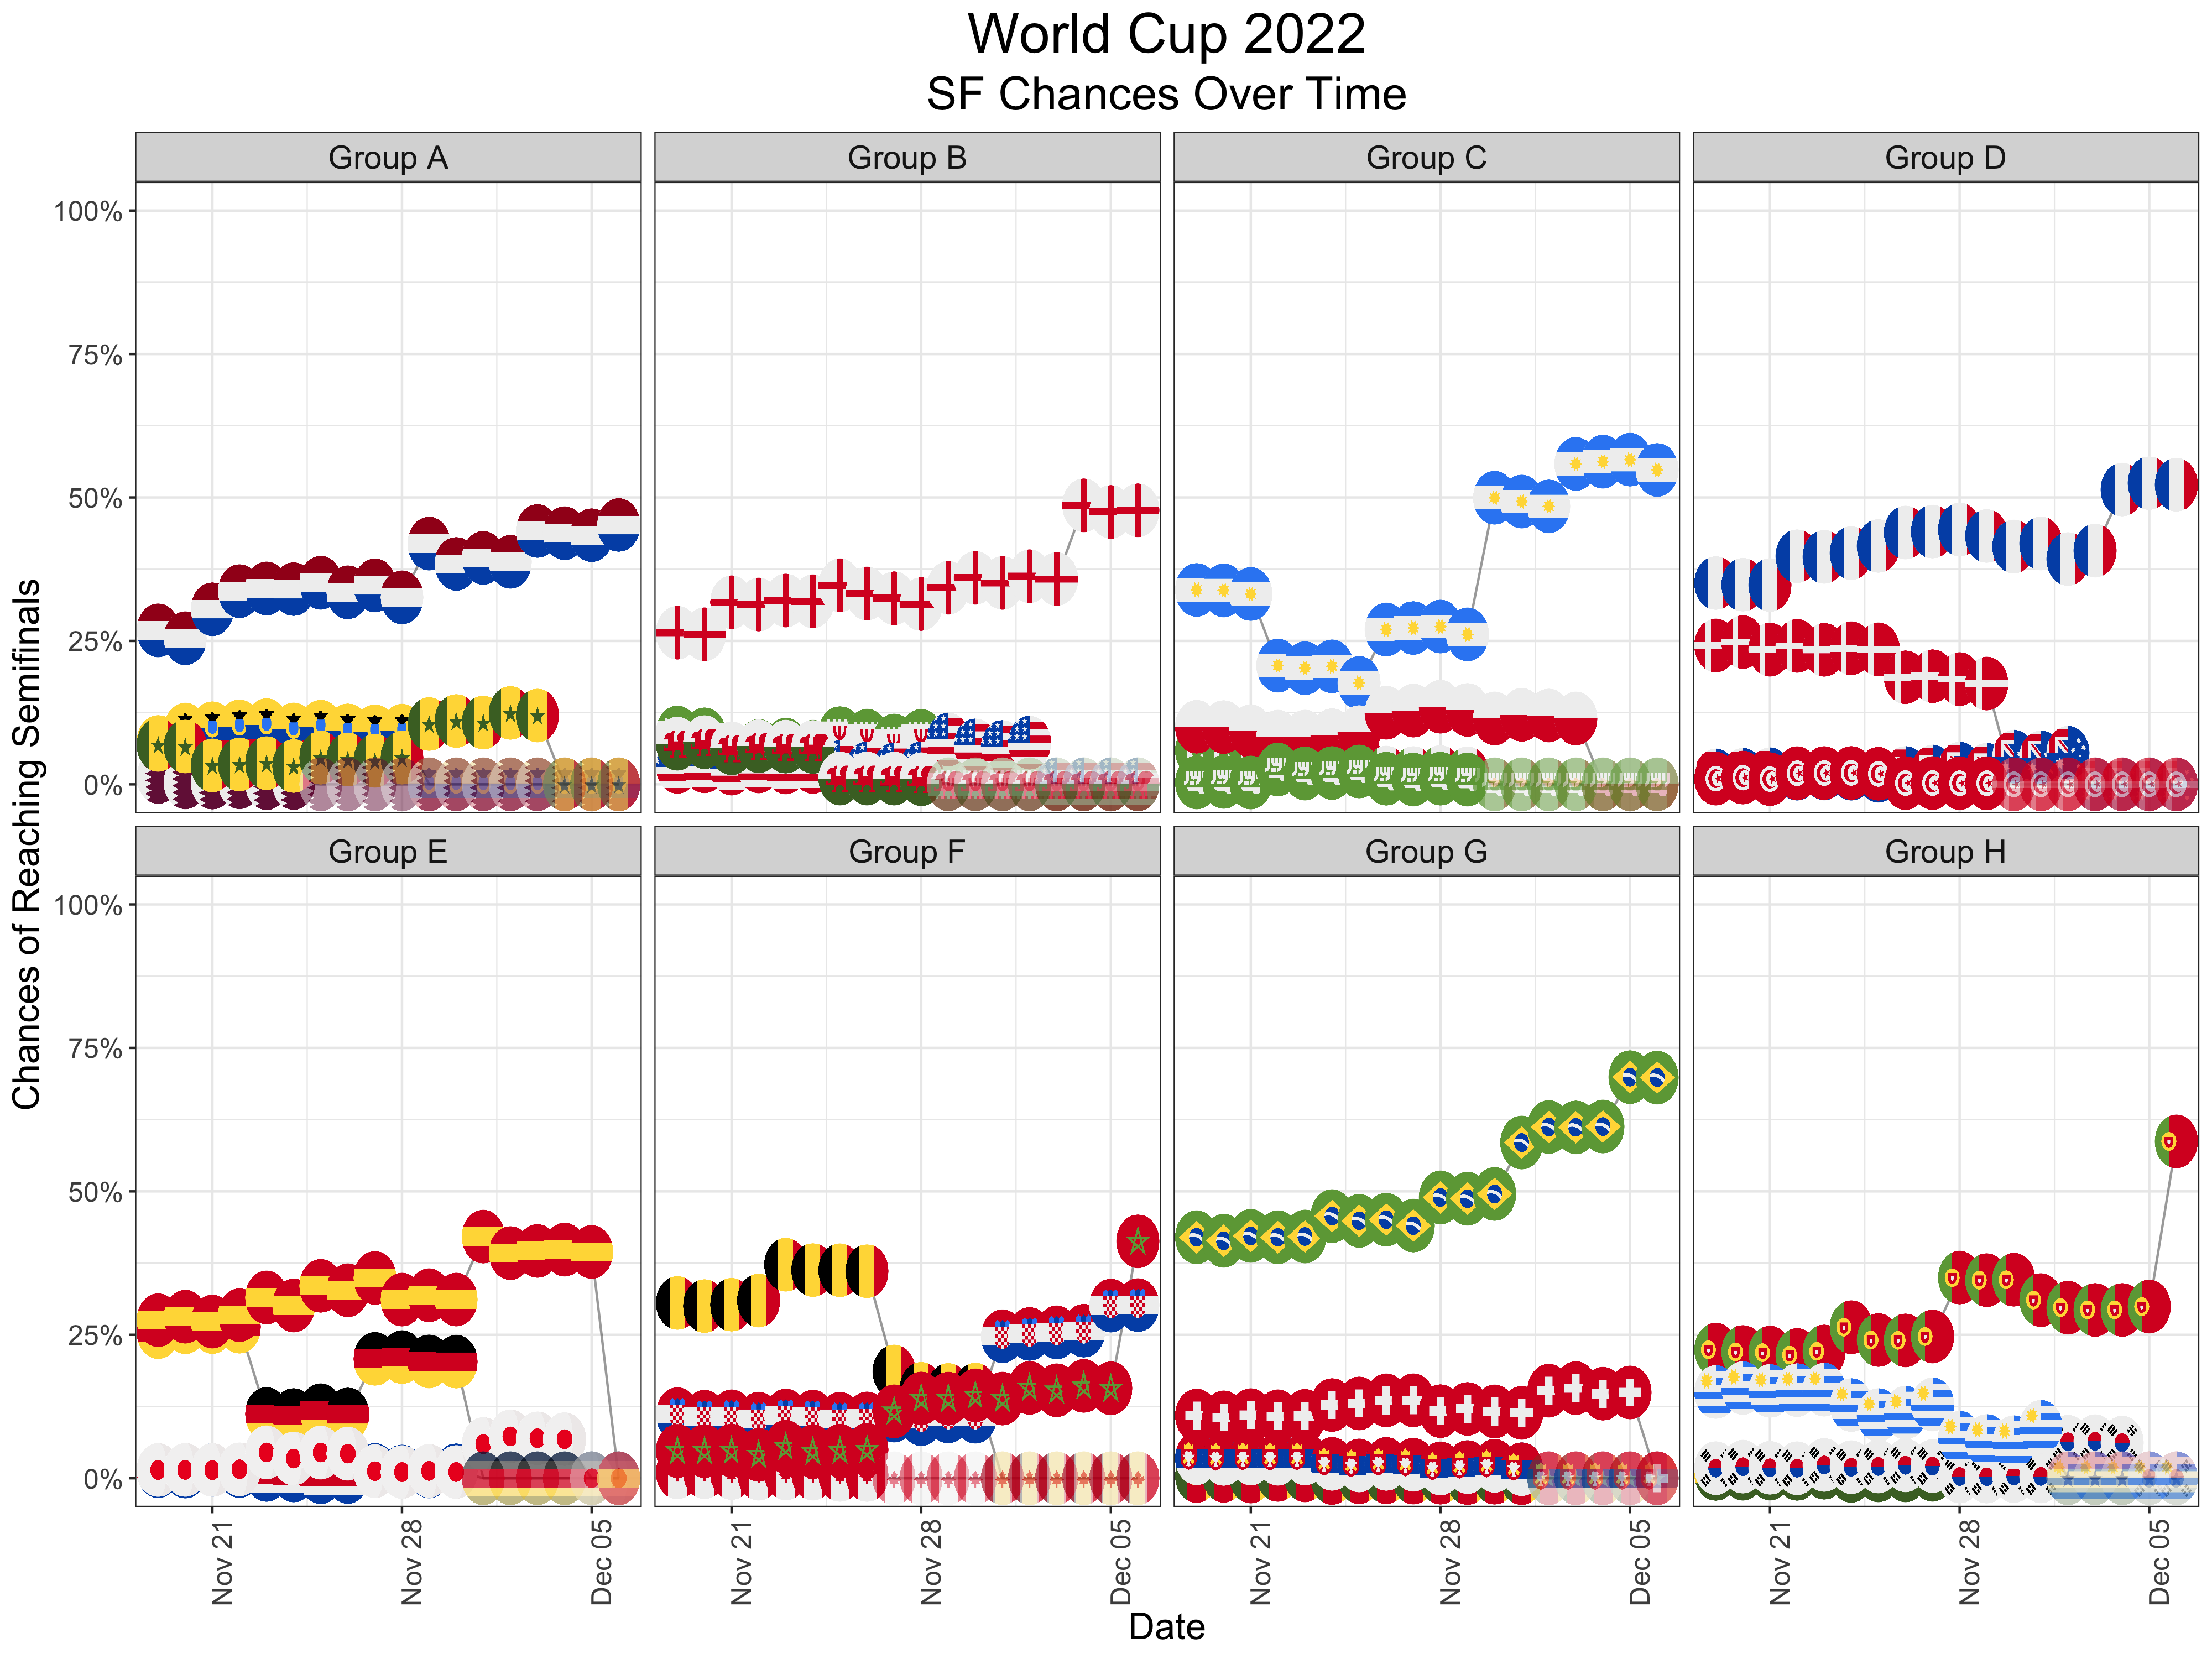 World Cup 2022
SF Chances Over Time
Group A
Group B
Group C
Group D
100%
75%
50%
25%
0%
Group E
Group F
Group G
Group H
100%
75%
50%
25%
0%
Chances of Reaching Semifinals
Nov 21
Nov 28
Dec 05
Nov 21
Nov 28
Dec 05
Nov 21
Nov 28
Dec 05
Nov 21
Nov 28
Dec 05
Date